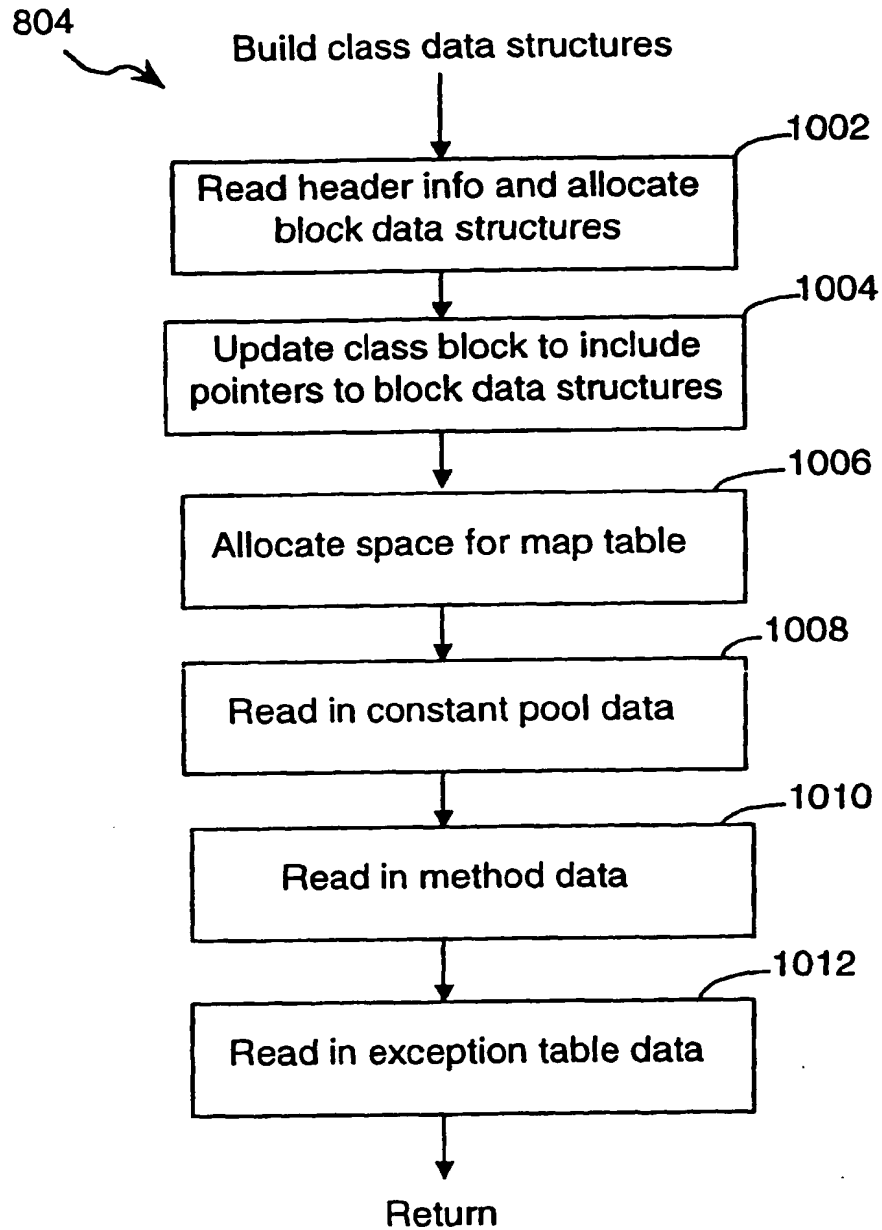 804
Build class data structures
1002
Read header info and allocate
block data structures
1004
Update class block to include
pointers to block data structures
1006
Allocate space for map table
1008
Read in constant pool data
1010
Read in method data
1012
Read in exception table data
Return